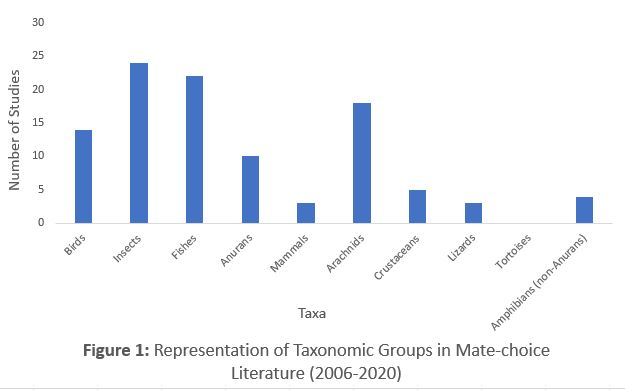 30
25
20
15
10
5
0
Number of Studies
Birds
Insects
Fishes
Anurans
Mammals
Arachnids
Crustaceans
Lizards
Tortoises
Amphibians (non-Anurans)
Taxa
Figure 1: Representation of Taxonomic Groups in Mate-choice
Literature (2006-2020)